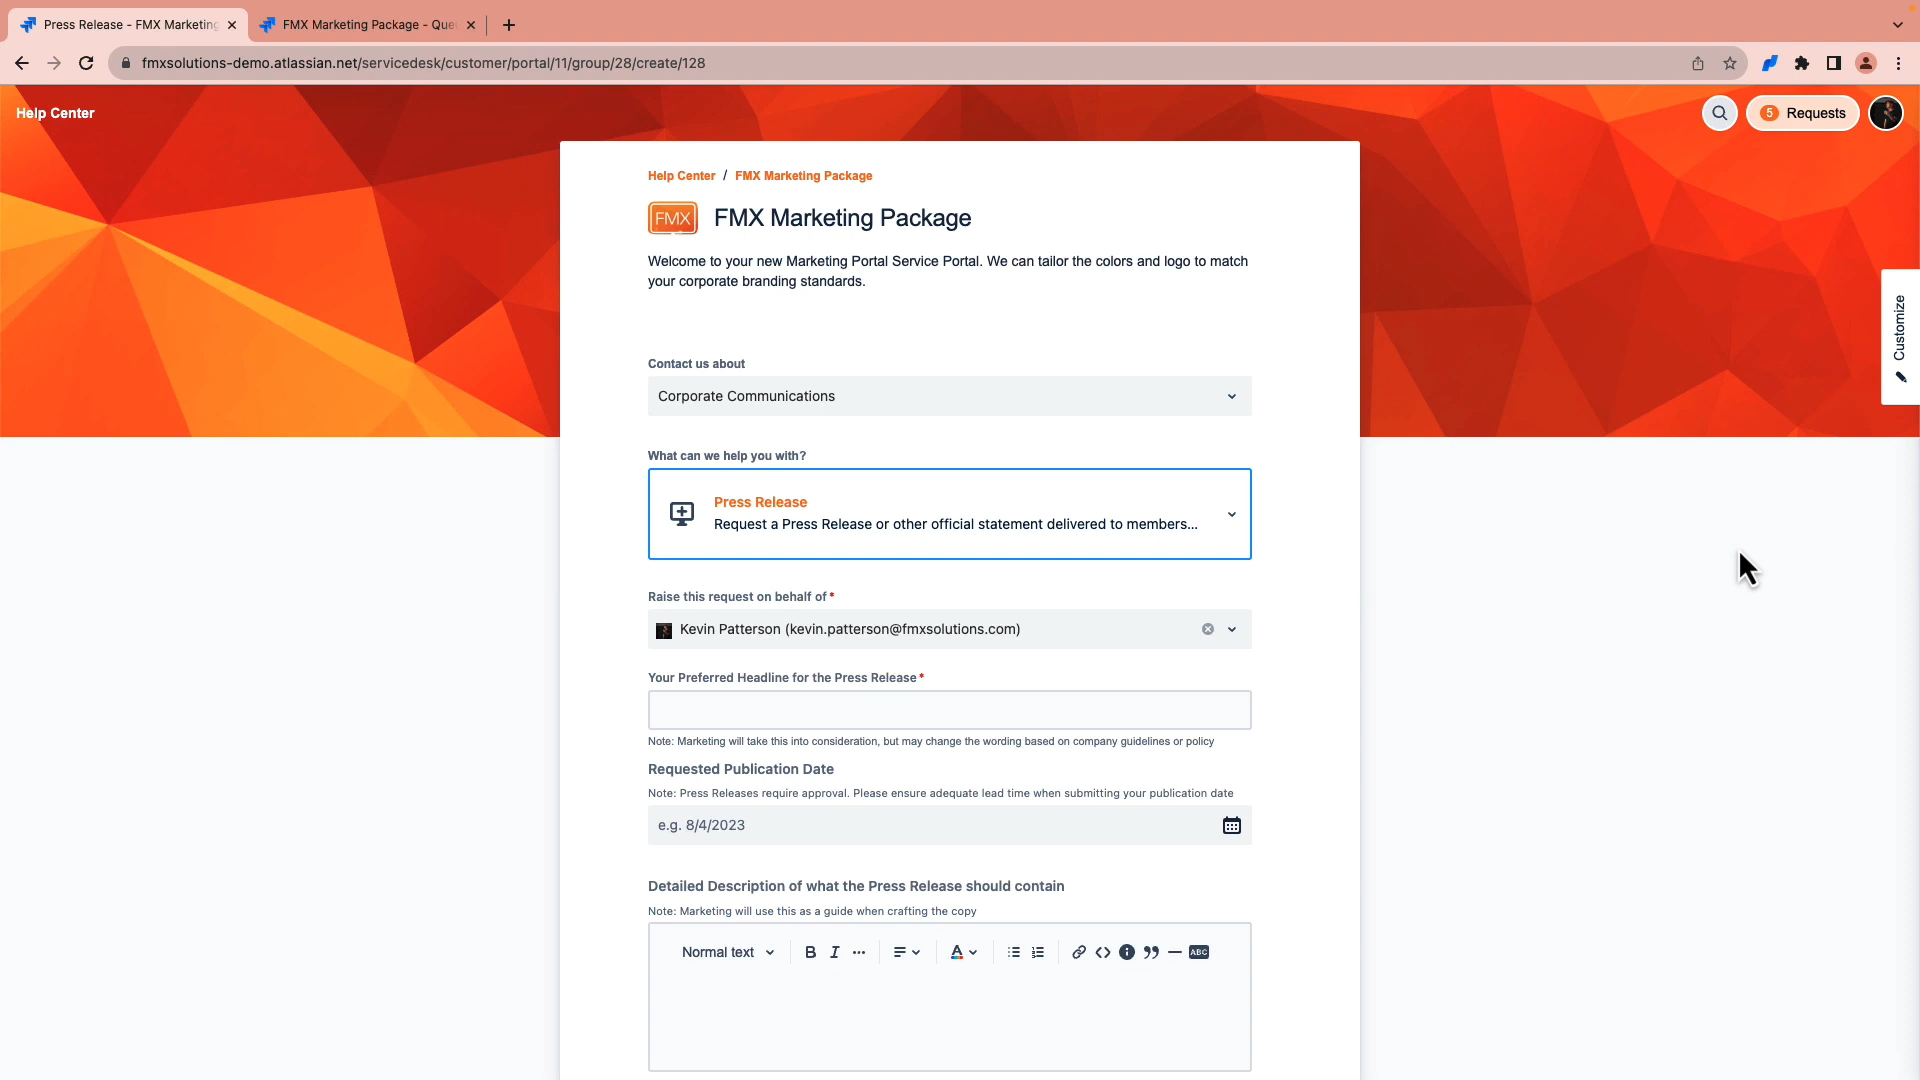 Press Release - FMX Marketing
FMX Marketing Package - Que
fmxsolutions-demo.atlassian.net/servicedesk/customer/portal/11/group/28/create/128
Help Center
5 Requests
Help Center / FMX Marketing Package
FMX
FMX Marketing Package
Welcome to your new Marketing Portal Service Portal. We can tailor the colors and logo to match
your corporate branding standards.
Customize
Contact us about
Corporate Communications
What can we help you with?
Press Release
Request a Press Release or other official statement delivered to members...
Raise this request on behalf of *
Kevin Patterson (kevin.patterson@fmxsolutions.com)
Your Preferred Headline for the Press Release *
Note: Marketing will take this into consideration, but may change the wording based on company guidelines or policy
Requested Publication Date
Note: Press Releases require approval. Please ensure adequate lead time when submitting your publication date
e.g. 8/4/2023
Detailed Description of what the Press Release should contain
Note: Marketing will use this as a guide when crafting the copy
Normal text B I ... A ABC